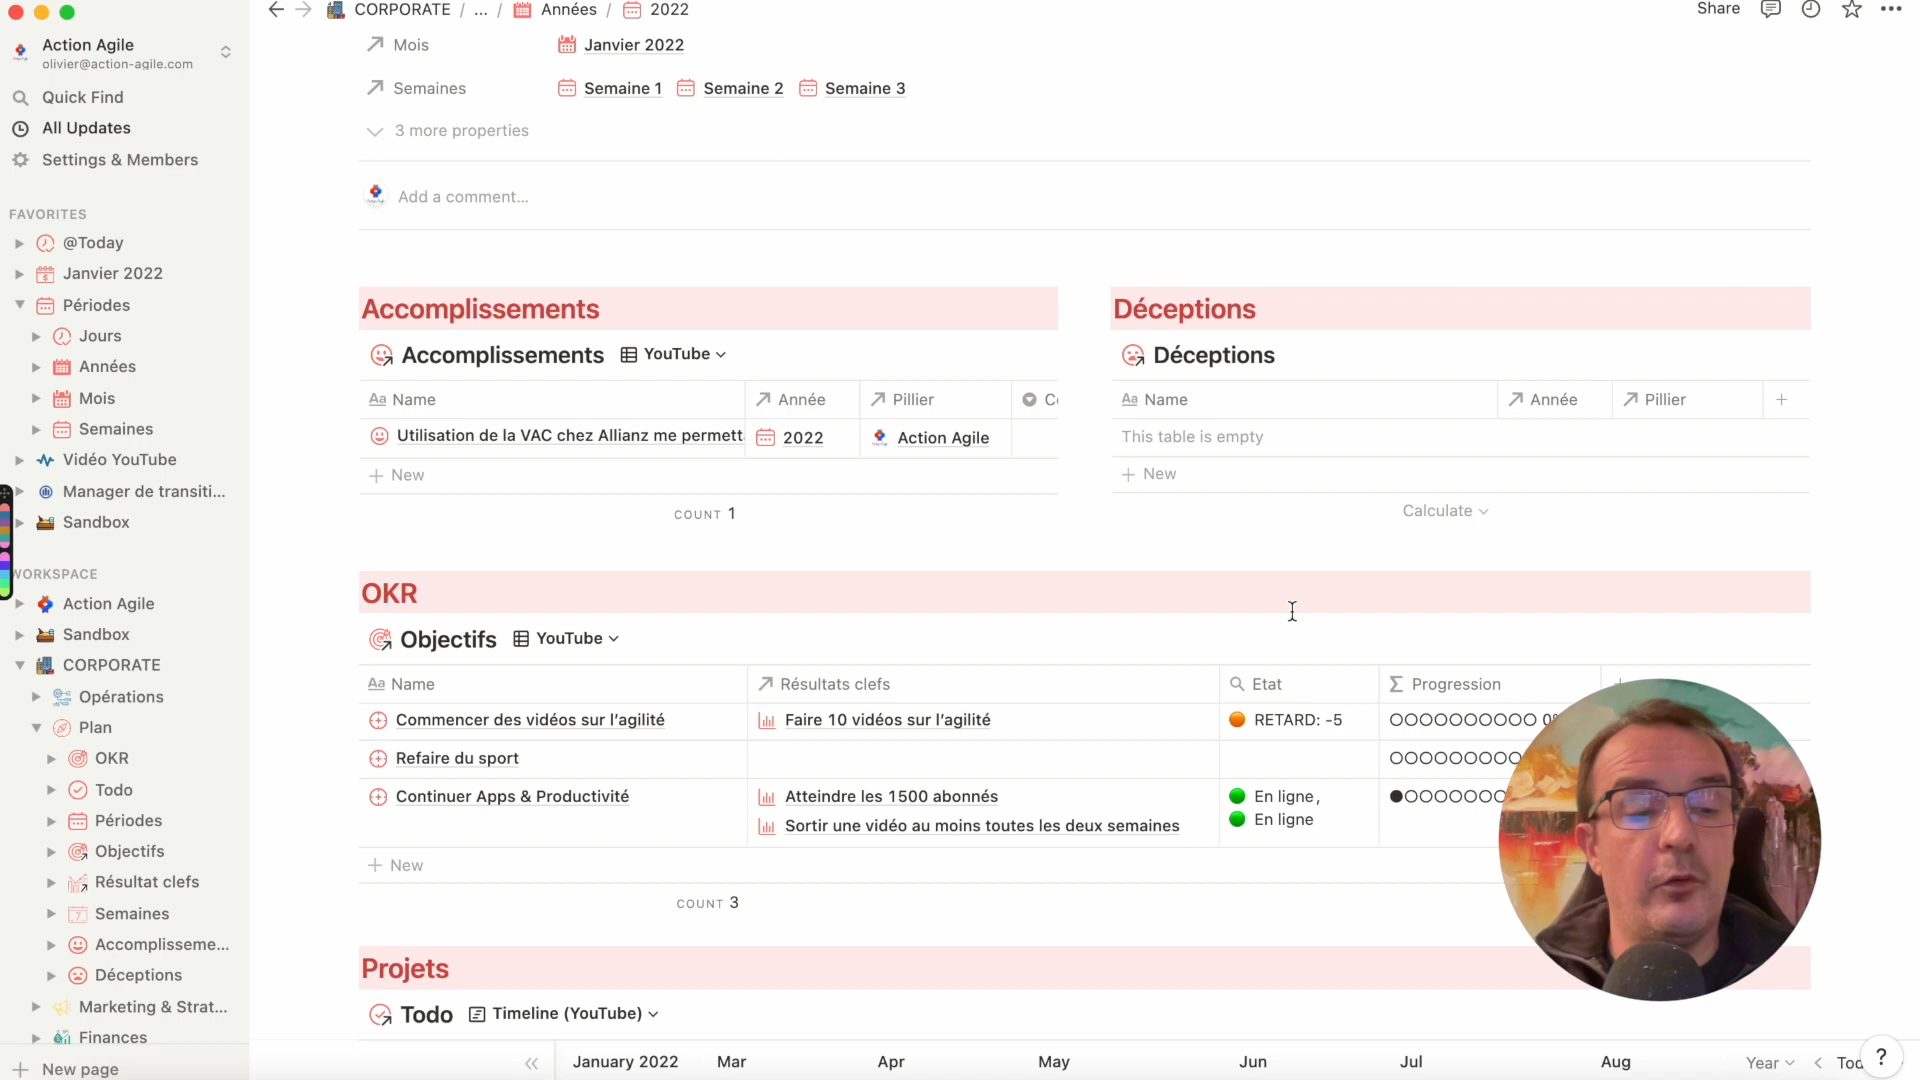 CORPORATE / ... / Années / 2022
Share
Action Agile
olivier@action-agile.com
Quick Find
All Updates
Settings & Members
FAVORITES
@Today
Janvier 2022
Périodes
Jours
Années
Mois
Semaines
Vidéo YouTube
Manager de transiti...
Sandbox
WORKSPACE
Action Agile
Sandbox
CORPORATE
Opérations
Plan
OKR
Todo
Périodes
Objectifs
Résultat clefs
Semaines
Accomplisseme...
Déceptions
Marketing & Strat...
Finances
+ New page
Mois Janvier 2022
Semaines Semaine 1 Semaine 2 Semaine 3
3 more properties
Add a comment...
Accomplissements
Accomplissements YouTube
Aa Name Année Pillier Co
Utilisation de la VAC chez Allianz me permett 2022 Action Agile
+ New
COUNT 1
Déceptions
Déceptions
Aa Name Année Pillier +
This table is empty
+ New
Calculate
OKR
Objectifs YouTube
Aa Name Résultats clefs Etat Σ Progression
Commencer des vidéos sur l'agilité Faire 10 vidéos sur l'agilité RETARD: -5 ○○○○○○○○○○ 0%
Refaire du sport ○○○○○○○○○
Continuer Apps & Productivité Atteindre les 1500 abonnés En ligne, ●○○○○○○○
Sortir une vidéo au moins toutes les deux semaines En ligne
+ New
COUNT 3
Projets
Todo Timeline (YouTube)
January 2022 Mar Apr May Jun Jul Aug Year < Tod ?